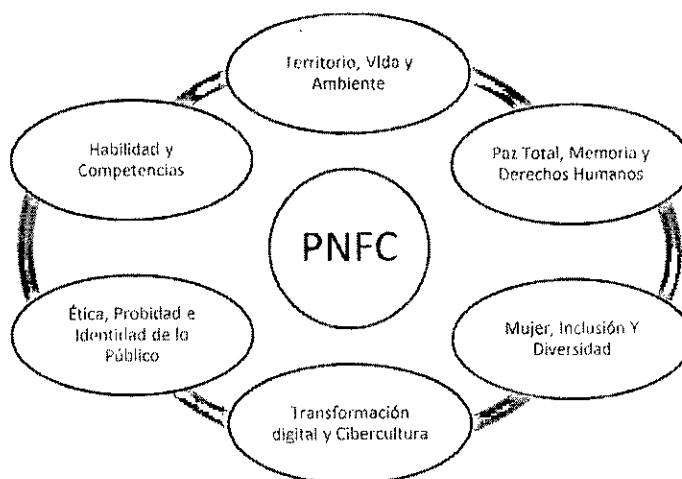 Territorio, Vida y
Ambiente
Habilidad y
Competencias
Paz Total, Memoria y
Derechos Humanos
PNFC
Ética, Probidad e
Identidad de lo
Público
Mujer, Inclusión Y
Diversidad
Transformación
digital y Cibercultura